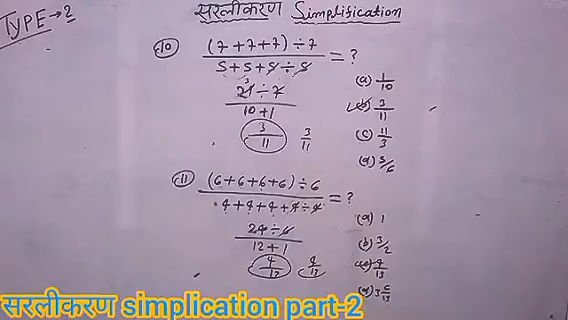 TYPE→2
सरलीकरण Simplification
10 (7+7+7)÷7 / 5+5+5÷5 = ?
21÷7 / 10+1
3
3/11 3/11
(a) 1/10
(b) 3/11
(c) 11/3
(d) 5/6
11 (6+6+6+6)÷6 / 4+4+4+4÷4 = ?
24÷6 / 12+1
4/13 4/13
(a) 1
(b) 3/2
(c) 4/13
सरलीकरण simplication part-2